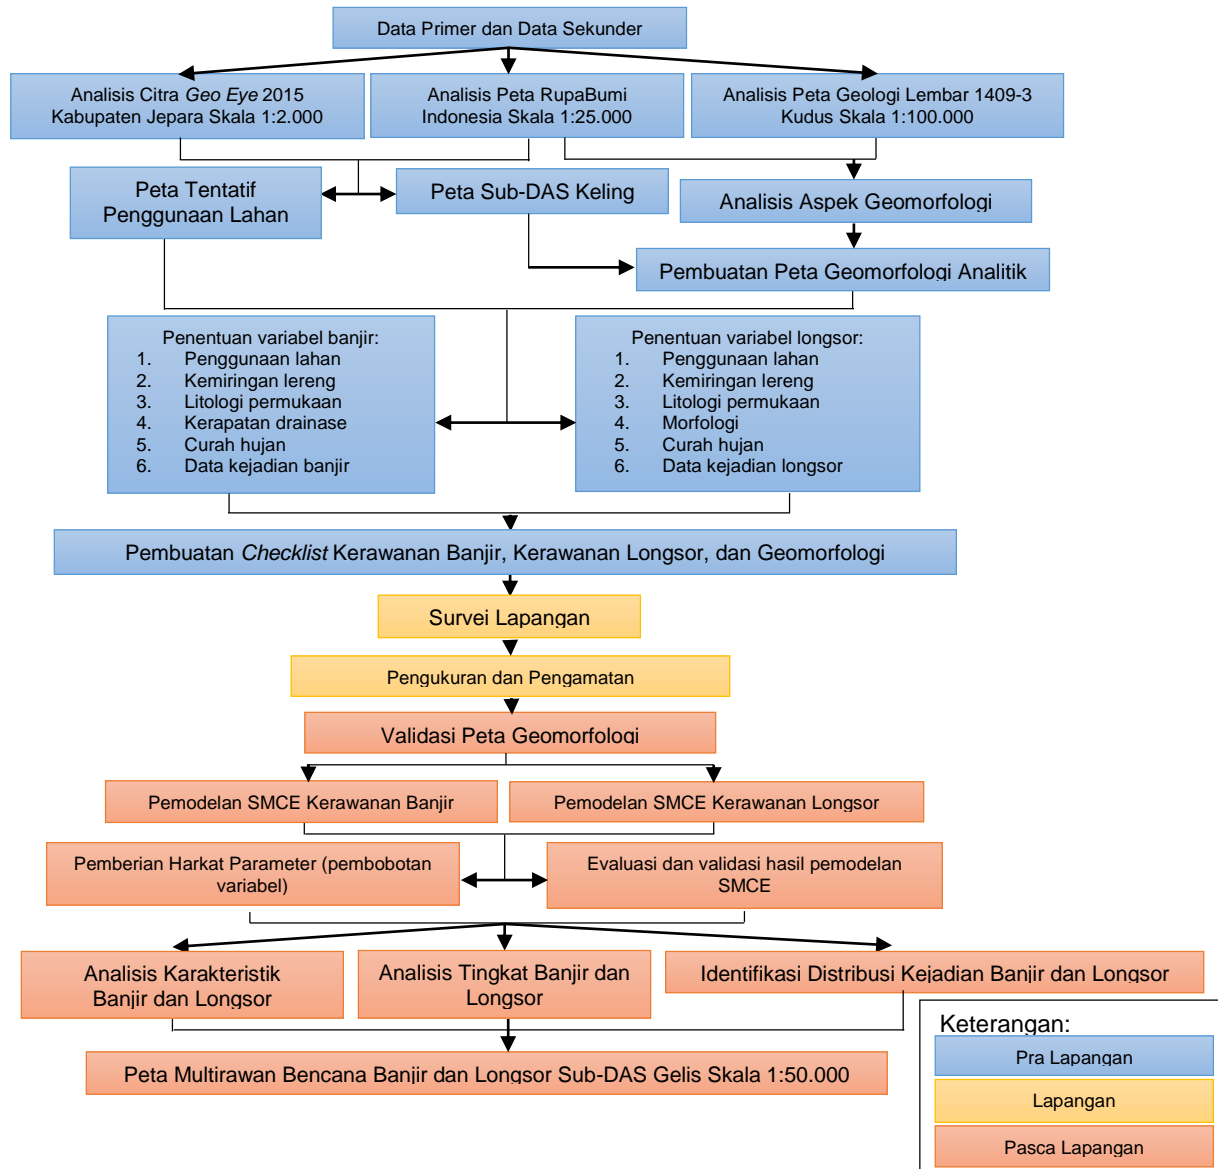 Data Primer dan Data Sekunder
Analisis Citra Geo Eye 2015
Kabupaten Jepara Skala 1:2.000
Analisis Peta RupaBumi
Indonesia Skala 1:25.000
Analisis Peta Geologi Lembar 1409-3
Kudus Skala 1:100.000
Peta Tentatif
Penggunaan Lahan
Peta Sub-DAS Keling
Analisis Aspek Geomorfologi
Pembuatan Peta Geomorfologi Analitik
Penentuan variabel banjir:
1. Penggunaan lahan
2. Kemiringan lereng
3. Litologi permukaan
4. Kerapatan drainase
5. Curah hujan
6. Data kejadian banjir
Penentuan variabel longsor:
1. Penggunaan lahan
2. Kemiringan lereng
3. Litologi permukaan
4. Morfologi
5. Curah hujan
6. Data kejadian longsor
Pembuatan Checklist Kerawanan Banjir, Kerawanan Longsor, dan Geomorfologi
Survei Lapangan
Pengukuran dan Pengamatan
Validasi Peta Geomorfologi
Pemodelan SMCE Kerawanan Banjir
Pemodelan SMCE Kerawanan Longsor
Pemberian Harkat Parameter (pembobotan
variabel)
Evaluasi dan validasi hasil pemodelan
SMCE
Analisis Karakteristik
Banjir dan Longsor
Analisis Tingkat Banjir dan
Longsor
Identifikasi Distribusi Kejadian Banjir dan Longsor
Peta Multirawan Bencana Banjir dan Longsor Sub-DAS Gelis Skala 1:50.000
Keterangan:
Pra Lapangan
Lapangan
Pasca Lapangan